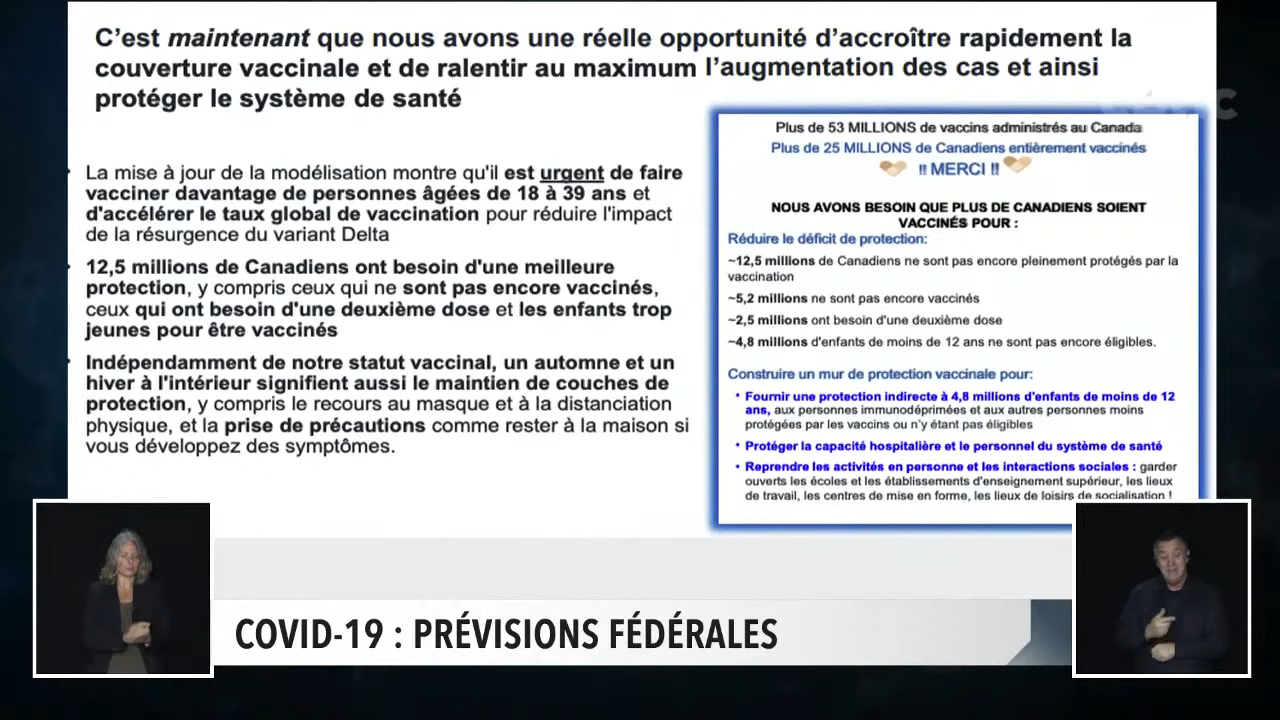 C'est maintenant que nous avons une réelle opportunité d'accroître rapidement la
couverture vaccinale et de ralentir au maximum l'augmentation des cas et ainsi
protéger le système de santé
La mise à jour de la modélisation montre qu'il est urgent de faire
vacciner davantage de personnes âgées de 18 à 39 ans et
d'accélérer le taux global de vaccination pour réduire l'impact
de la résurgence du variant Delta
12,5 millions de Canadiens ont besoin d'une meilleure
protection, y compris ceux qui ne sont pas encore vaccinés,
ceux qui ont besoin d'une deuxième dose et les enfants trop
jeunes pour être vaccinés
Indépendamment de notre statut vaccinal, un automne et un
hiver à l'intérieur signifient aussi le maintien de couches de
protection, y compris le recours au masque et à la distanciation
physique, et la prise de précautions comme rester à la maison si
vous développez des symptômes.
Plus de 53 MILLIONS de vaccins administrés au Canada
Plus de 25 MILLIONS de Canadiens entièrement vaccinés
!! MERCI !!
NOUS AVONS BESOIN QUE PLUS DE CANADIENS SOIENT
VACCINÉS POUR :
Réduire le déficit de protection:
~12,5 millions de Canadiens ne sont pas encore pleinement protégés par la
vaccination
~5,2 millions ne sont pas encore vaccinés
~2,5 millions ont besoin d'une deuxième dose
~4,8 millions d'enfants de moins de 12 ans ne sont pas encore éligibles.
Construire un mur de protection vaccinale pour:
• Fournir une protection indirecte à 4,8 millions d'enfants de moins de 12
ans, aux personnes immunodéprimées et aux autres personnes moins
protégées par les vaccins ou n'y étant pas éligibles
• Protéger la capacité hospitalière et le personnel du système de santé
• Reprendre les activités en personne et les interactions sociales : garder
ouverts les écoles et les établissements d'enseignement supérieur, les lieux
de travail, les centres de mise en forme, les lieux de loisirs de socialisation !
COVID-19 : PRÉVISIONS FÉDÉRALES